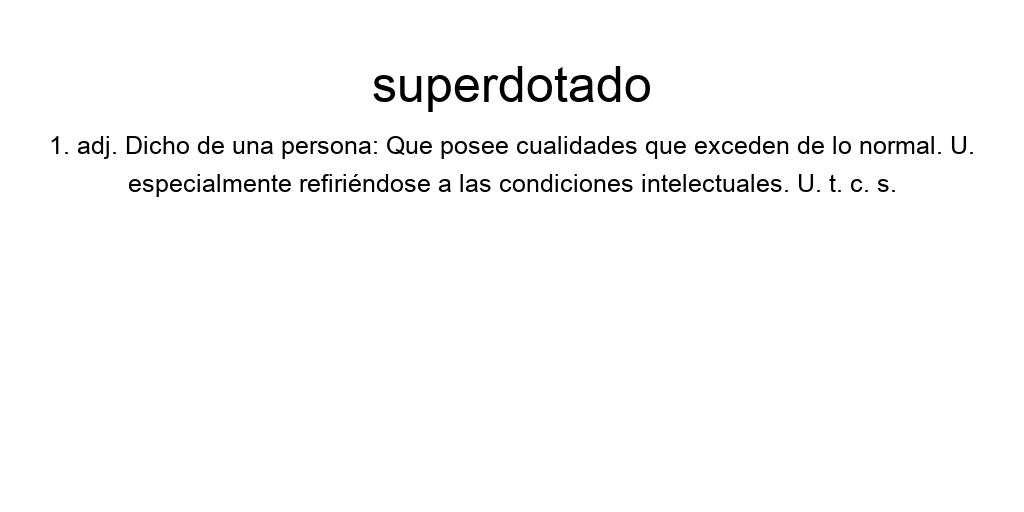 superdotado
1. adj. Dicho de una persona: Que posee cualidades que exceden de lo normal. U.
especialmente refiriéndose a las condiciones intelectuales. U. t. c. s.